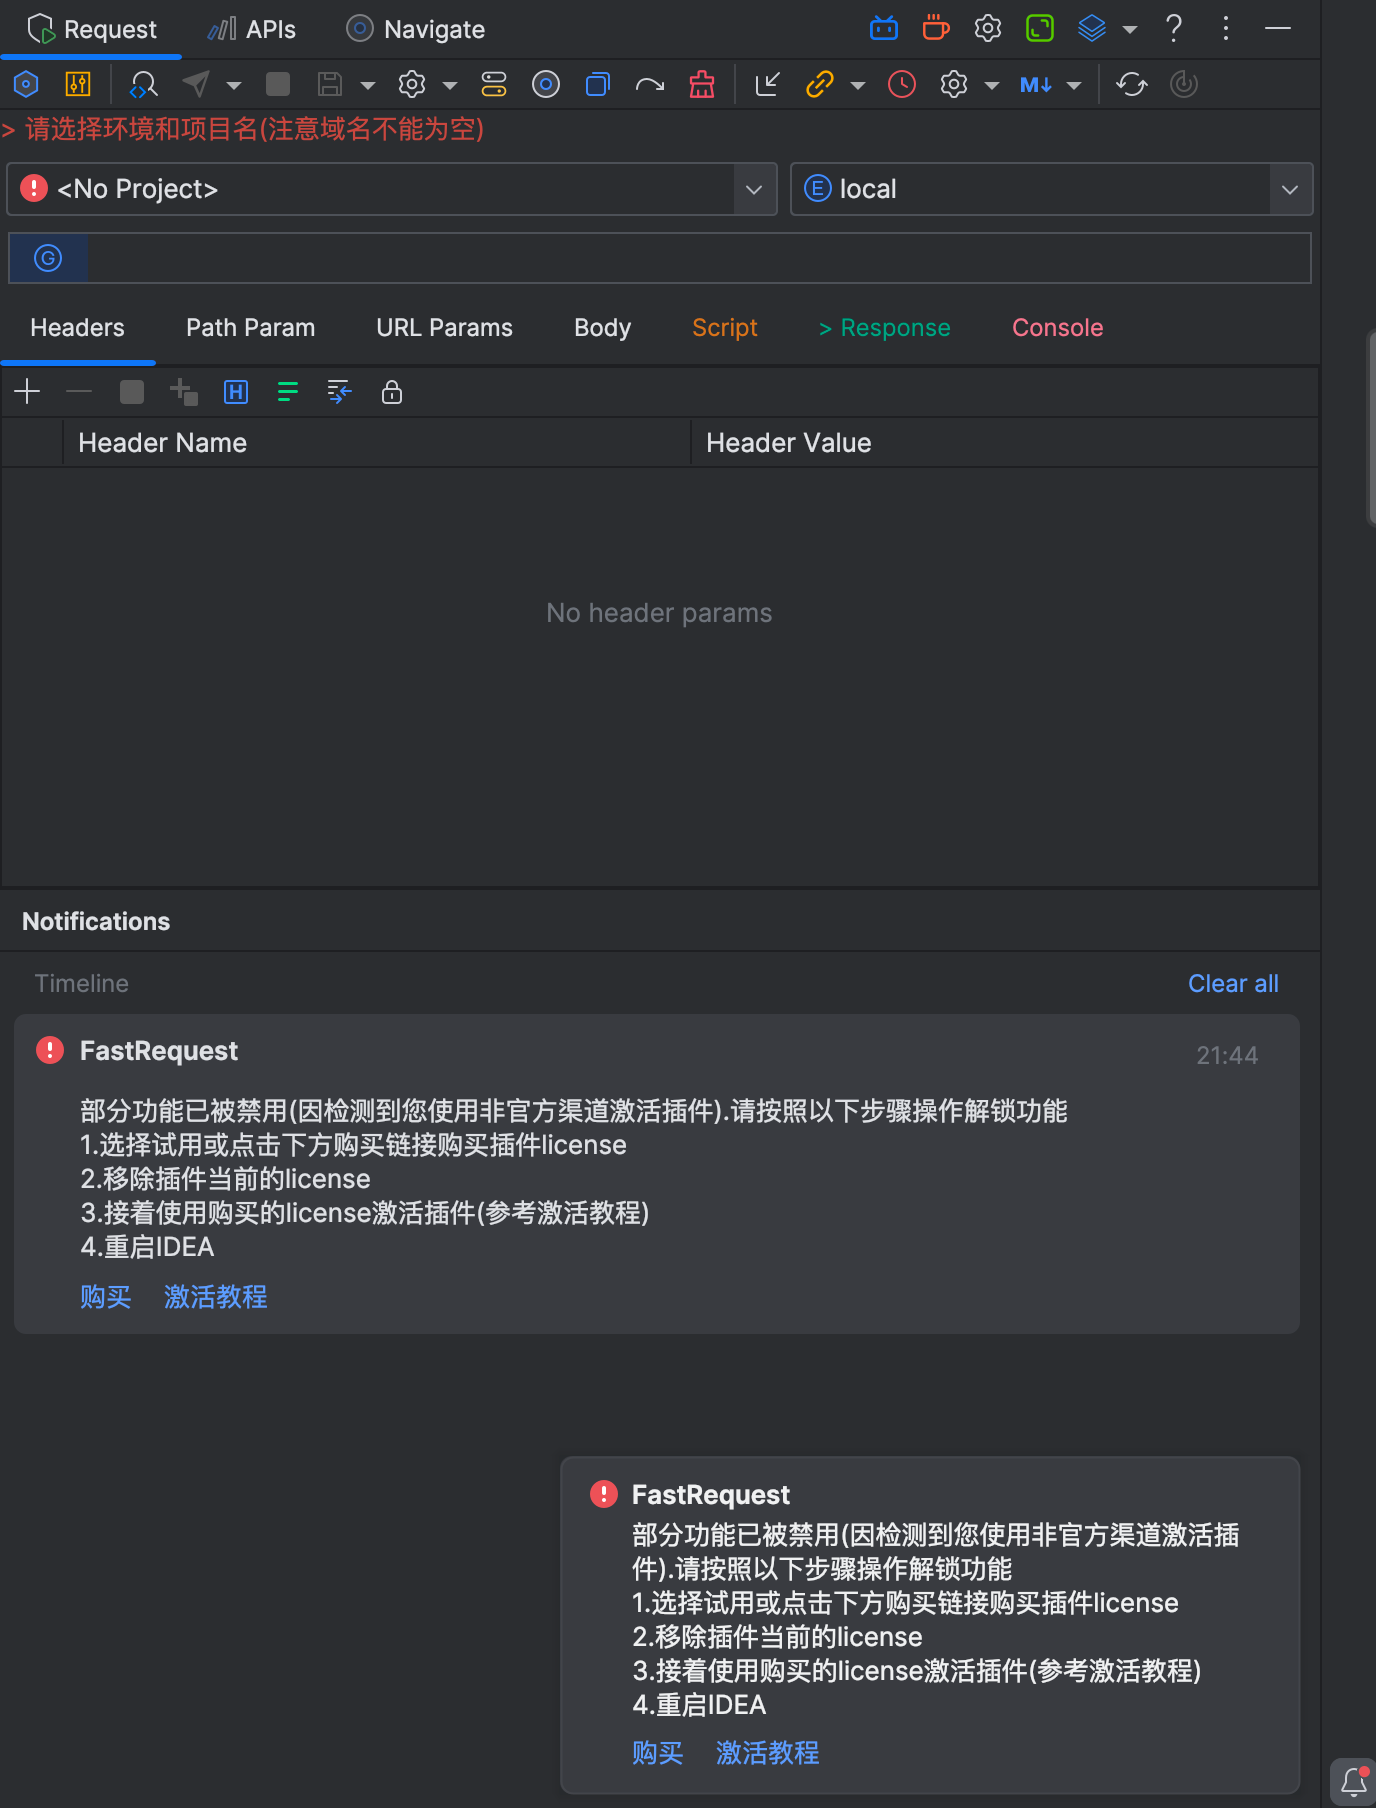 Request APIs Navigate
M↓
> 请选择环境和项目名(注意域名不能为空)
<No Project> E local
G
Headers Path Param URL Params Body Script > Response Console
H
Header Name Header Value
No header params
Notifications
Timeline Clear all
FastRequest 21:44
部分功能已被禁用(因检测到您使用非官方渠道激活插件).请按照以下步骤操作解锁功能
1.选择试用或点击下方购买链接购买插件license
2.移除插件当前的license
3.接着使用购买的license激活插件(参考激活教程)
4.重启IDEA
购买 激活教程
FastRequest
部分功能已被禁用(因检测到您使用非官方渠道激活插
件).请按照以下步骤操作解锁功能
1.选择试用或点击下方购买链接购买插件license
2.移除插件当前的license
3.接着使用购买的license激活插件(参考激活教程)
4.重启IDEA
购买 激活教程